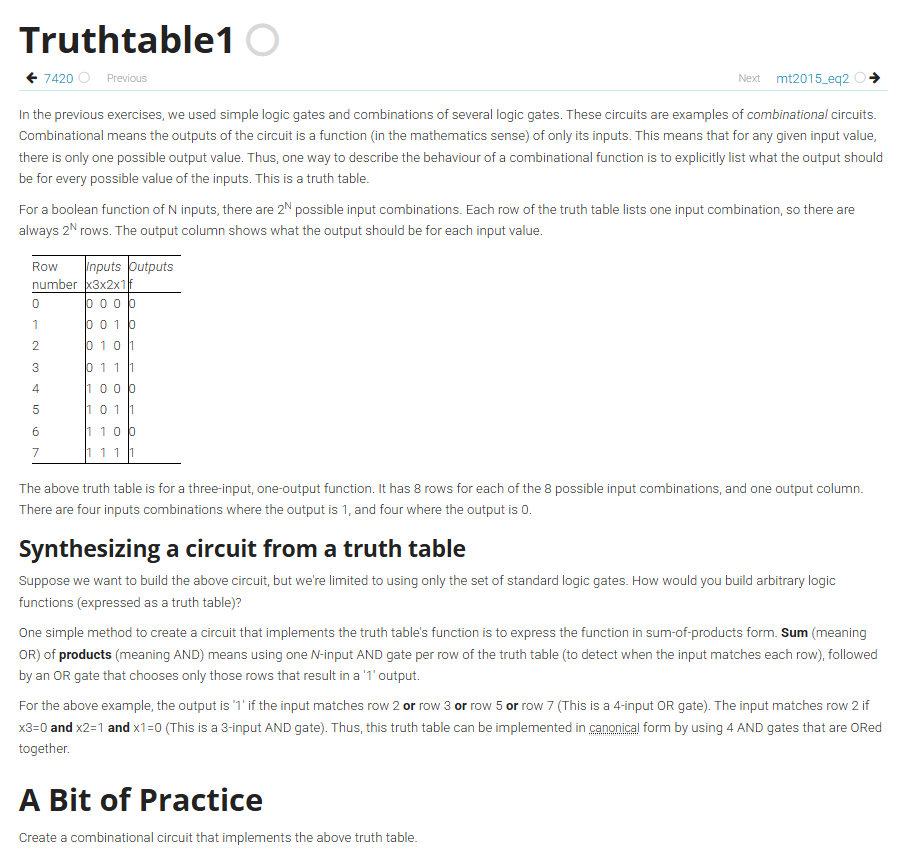 Truthtable1
7420 Previous
Next mt2015_eq2
In the previous exercises, we used simple logic gates and combinations of several logic gates. These circuits are examples of combinational circuits.
Combinational means the outputs of the circuit is a function (in the mathematics sense) of only its inputs. This means that for any given input value,
there is only one possible output value. Thus, one way to describe the behaviour of a combinational function is to explicitly list what the output should
be for every possible value of the inputs. This is a truth table.
For a boolean function of N inputs, there are 2ᴺ possible input combinations. Each row of the truth table lists one input combination, so there are
always 2ᴺ rows. The output column shows what the output should be for each input value.
Row Inputs Outputs
number x3x2x1 f
0 0 0 0 0
1 0 0 1 0
2 0 1 0 1
3 0 1 1 1
4 1 0 0 0
5 1 0 1 1
6 1 1 0 0
7 1 1 1 1
The above truth table is for a three-input, one-output function. It has 8 rows for each of the 8 possible input combinations, and one output column.
There are four inputs combinations where the output is 1, and four where the output is 0.
Synthesizing a circuit from a truth table
Suppose we want to build the above circuit, but we're limited to using only the set of standard logic gates. How would you build arbitrary logic
functions (expressed as a truth table)?
One simple method to create a circuit that implements the truth table's function is to express the function in sum-of-products form. Sum (meaning
OR) of products (meaning AND) means using one N-input AND gate per row of the truth table (to detect when the input matches each row), followed
by an OR gate that chooses only those rows that result in a '1' output.
For the above example, the output is '1' if the input matches row 2 or row 3 or row 5 or row 7 (This is a 4-input OR gate). The input matches row 2 if
x3=0 and x2=1 and x1=0 (This is a 3-input AND gate). Thus, this truth table can be implemented in canonical form by using 4 AND gates that are ORed
together.
A Bit of Practice
Create a combinational circuit that implements the above truth table.